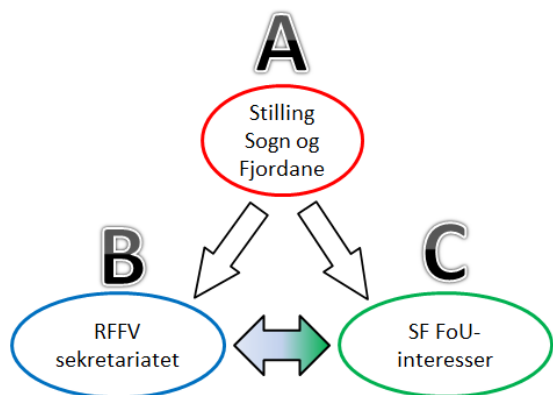 A
Stilling
Sogn og
Fjordane
B
C
RFFV
sekretariatet
SF FoU-
interesser